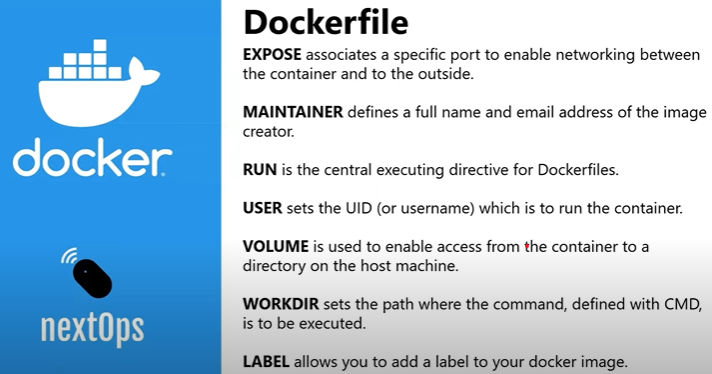 Dockerfile
EXPOSE associates a specific port to enable networking between
the container and to the outside.
MAINTAINER defines a full name and email address of the image
creator.
RUN is the central executing directive for Dockerfiles.
USER sets the UID (or username) which is to run the container.
VOLUME is used to enable access from the container to a
directory on the host machine.
WORKDIR sets the path where the command, defined with CMD,
is to be executed.
LABEL allows you to add a label to your docker image.
docker
nextOps